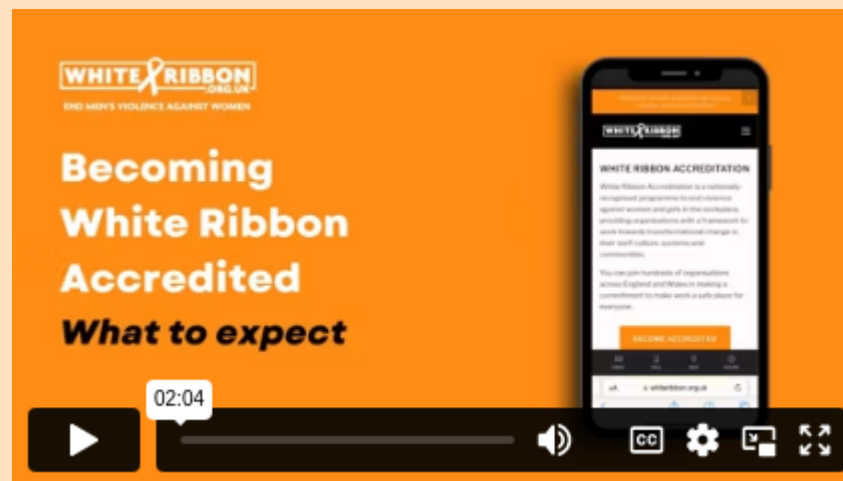 WHITE RIBBON
.ORG.UK
END MEN'S VIOLENCE AGAINST WOMEN
Becoming
White Ribbon
Accredited
What to expect
WHITE RIBBON
WHITE RIBBON ACCREDITATION
White Ribbon Accreditation is a nationally-
recognised programme to end violence
against women and girls in the workplace,
providing organisations with a framework to
work towards transformational change in
their staff culture, systems and
communities.
You can join hundreds of organisations
across England and Wales in making a
commitment to make work a safe place for
everyone.
BECOME ACCREDITED
AA
whiteribbon.org.uk
02:04
CC